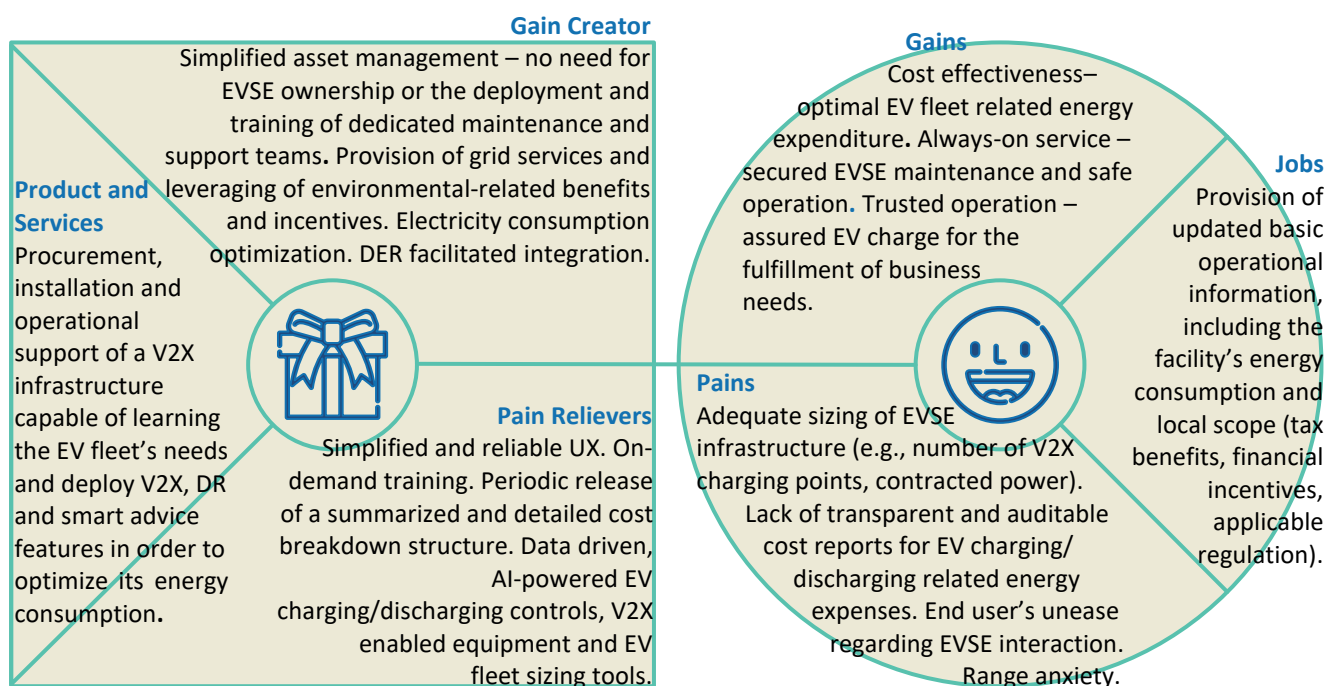 Gain Creator
Simplified asset management – no need for
EVSE ownership or the deployment and
training of dedicated maintenance and
support teams. Provision of grid services and
leveraging of environmental-related benefits
and incentives. Electricity consumption
optimization. DER facilitated integration.
Product and
Services
Procurement,
installation and
operational
support of a V2X
infrastructure
capable of learning
the EV fleet’s needs
and deploy V2X, DR
and smart advice
features in order to
optimize its energy
consumption.
Pain Relievers
Simplified and reliable UX. On-
demand training. Periodic release
of a summarized and detailed cost
breakdown structure. Data driven,
AI-powered EV
charging/discharging controls, V2X
enabled equipment and EV
fleet sizing tools.
Gains
Cost effectiveness–
optimal EV fleet related energy
expenditure. Always-on service –
secured EVSE maintenance and safe
operation. Trusted operation –
assured EV charge for the
fulfillment of business
needs.
Pains
Adequate sizing of EVSE
infrastructure (e.g., number of V2X
charging points, contracted power).
Lack of transparent and auditable
cost reports for EV charging/
discharging related energy
expenses. End user’s unease
regarding EVSE interaction.
Range anxiety.
Jobs
Provision of
updated basic
operational
information,
including the
facility’s energy
consumption and
local scope (tax
benefits, financial
incentives,
applicable
regulation).